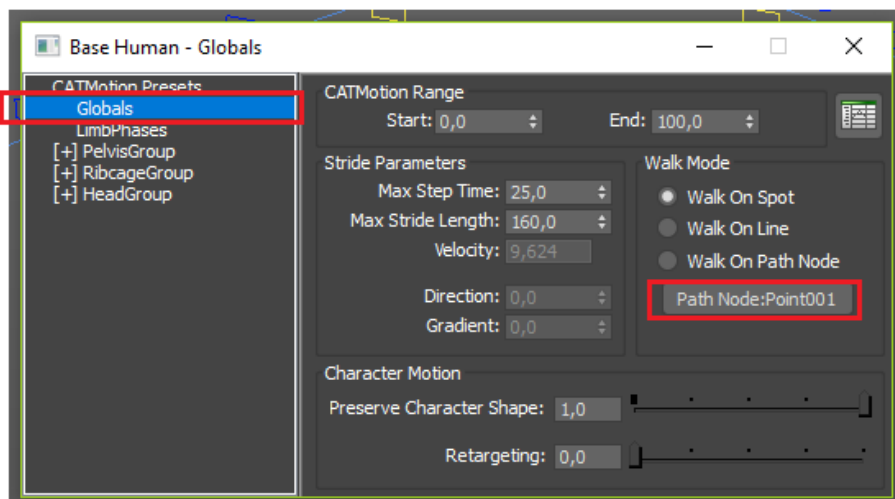 Base Human - Globals
CATMotion Presets
Globals
LimbPhases
[+] PelvisGroup
[+] RibcageGroup
[+] HeadGroup
CATMotion Range
Start: 0,0 End: 100,0
Stride Parameters
Max Step Time: 25,0
Max Stride Length: 160,0
Velocity: 9,624
Direction: 0,0
Gradient: 0,0
Walk Mode
Walk On Spot
Walk On Line
Walk On Path Node
Path Node:Point001
Character Motion
Preserve Character Shape: 1,0
Retargeting: 0,0